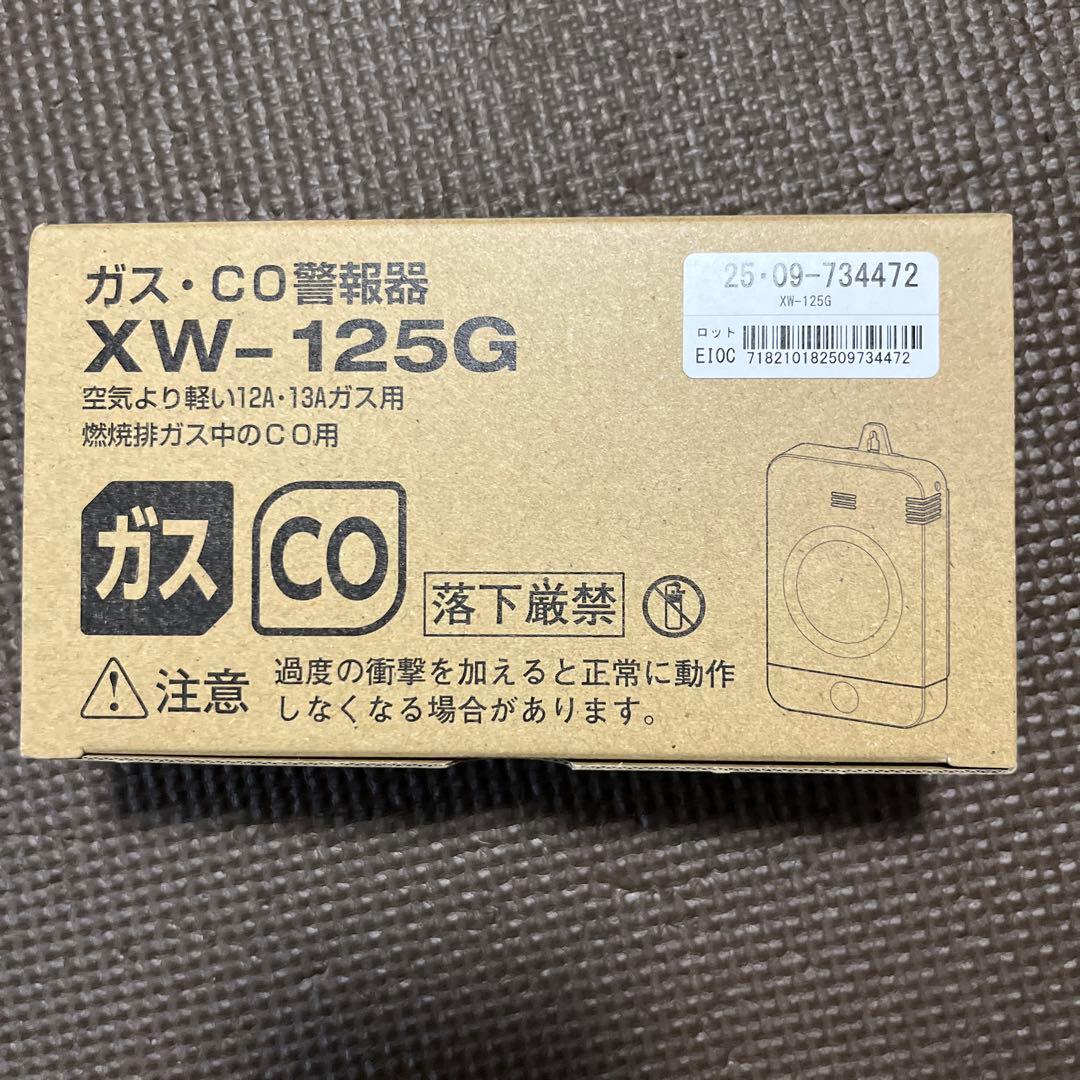 ガス・CO警報器
XW-125G
空気より軽い12A・13Aガス用
燃焼排ガス中のCO用
25・09-734472
XW-125G
ロット
EIOC 718210182509734472
ガス
CO
落下厳禁
注意
過度の衝撃を加えると正常に動作
しなくなる場合があります。